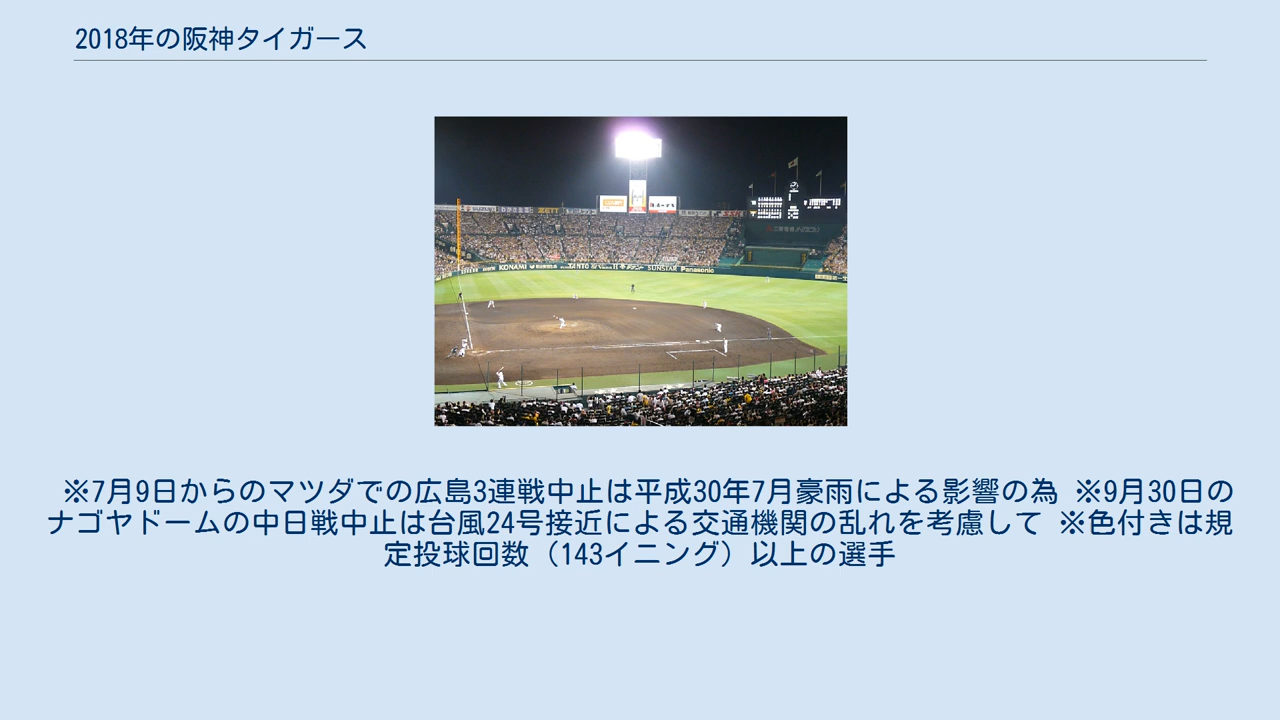 2018年の阪神タイガース
ZETT
KONAMI
SUNSTAR Panasonic
※7月9日からのマツダでの広島3連戦中止は平成30年7月豪雨による影響の為 ※9月30日の
ナゴヤドームの中日戦中止は台風24号接近による交通機関の乱れを考慮して ※色付きは規
定投球回数（143イニング）以上の選手